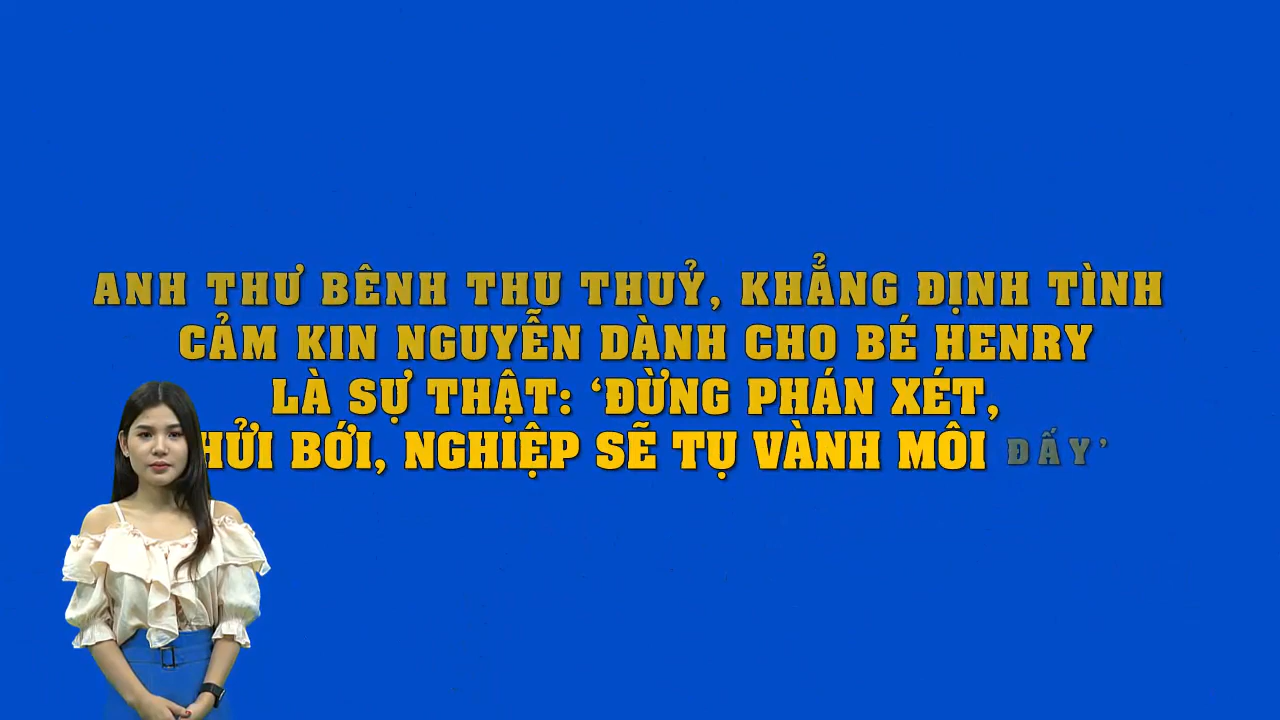 ANH THƯ BÊNH THU THUỶ, KHẲNG ĐỊNH TÌNH
CẢM KIN NGUYỄN DÀNH CHO BÉ HENRY
LÀ SỰ THẬT: ‘ĐỪNG PHÁN XÉT,
BỚI, NGHIỆP SẼ TỤ VÀNH MÔI ĐẤY’